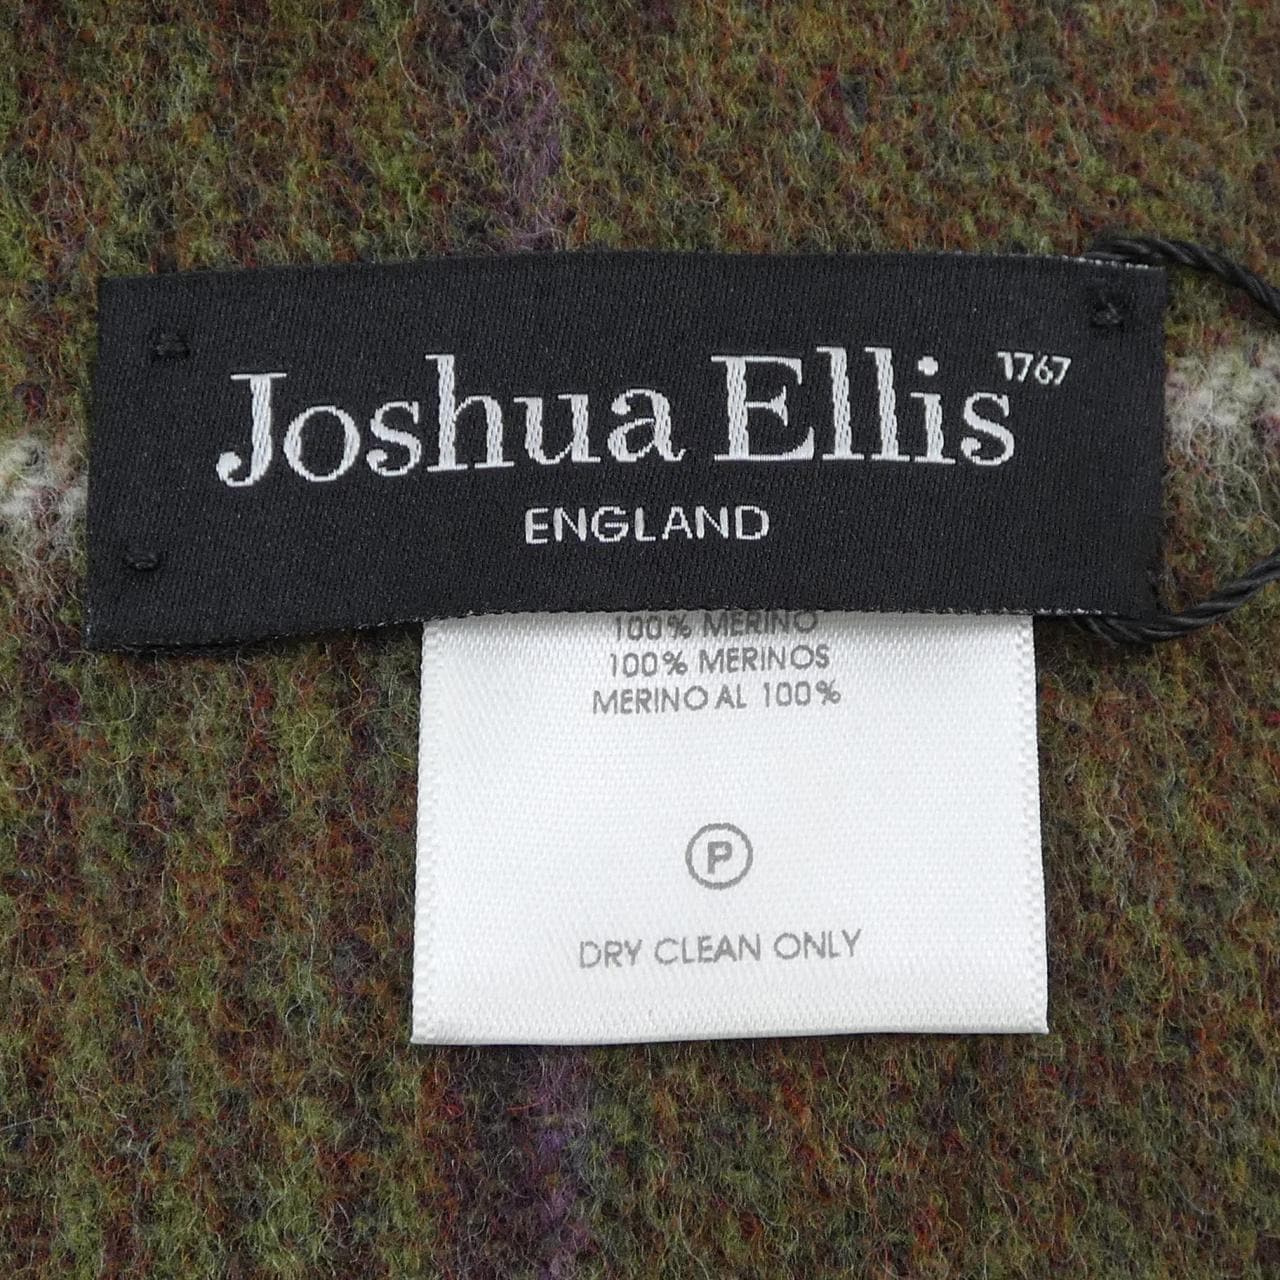 Joshua Ellis 1767
ENGLAND
100% MERINO
100% MERINOS
MERINO AL 100%
P
DRY CLEAN ONLY